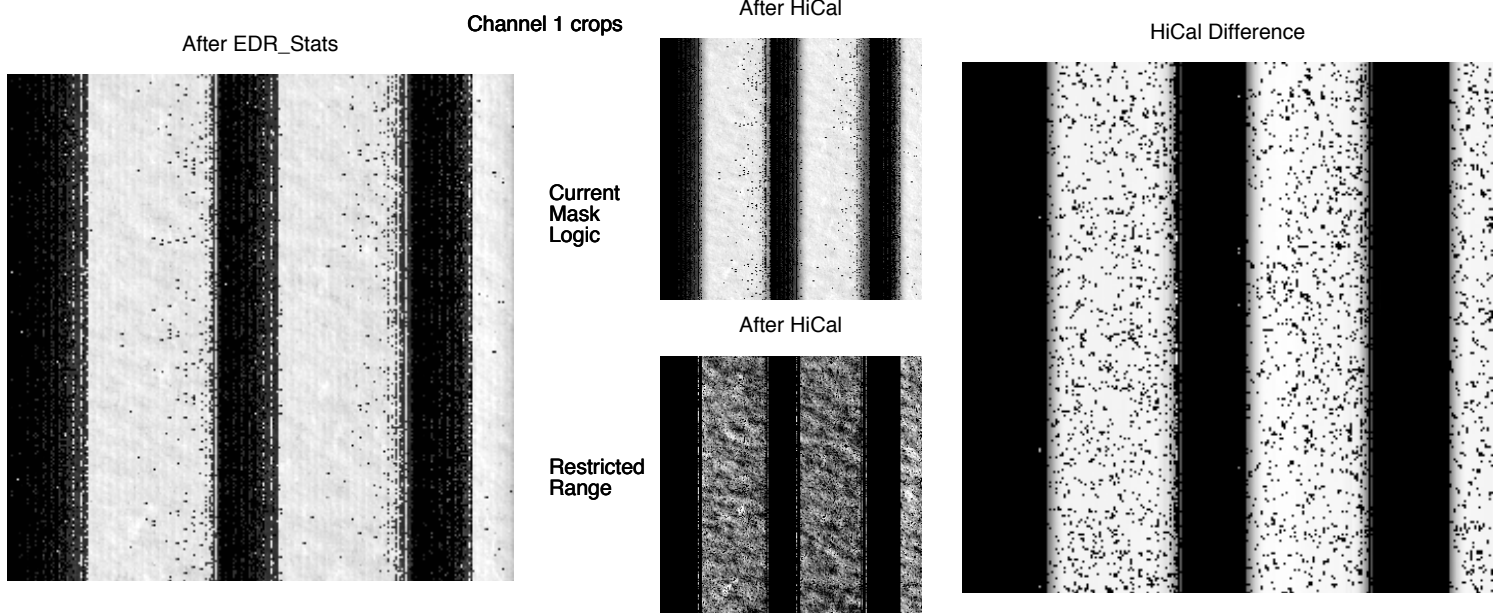 Channel 1 crops
After EDR_Stats
After HiCal
HiCal Difference
Current
Mask
Logic
After HiCal
Restricted
Range